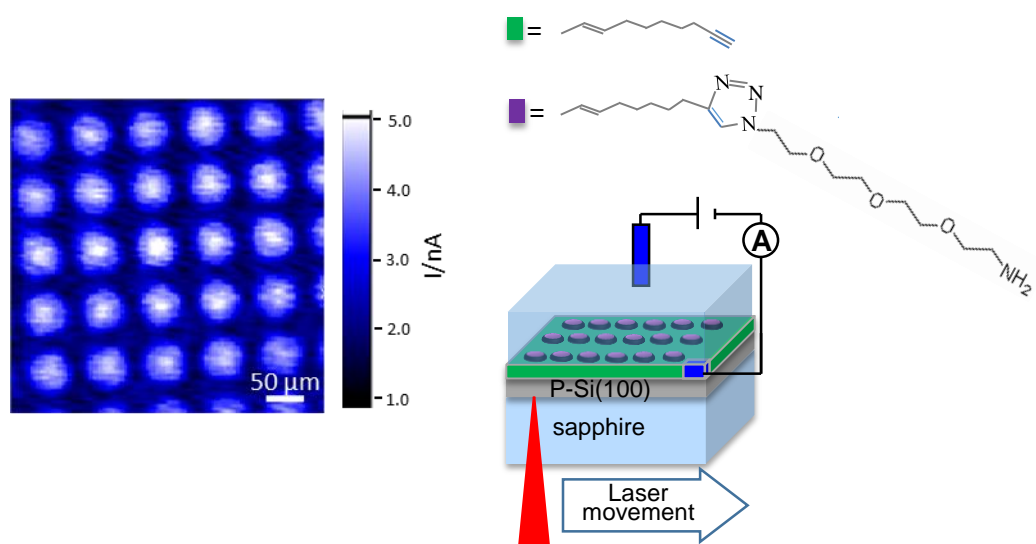 =
=
N
N
N
O
O
O
NH2
5.0
4.0
3.0
2.0
1.0
I/nA
50 µm
A
P-Si(100)
sapphire
Laser
movement